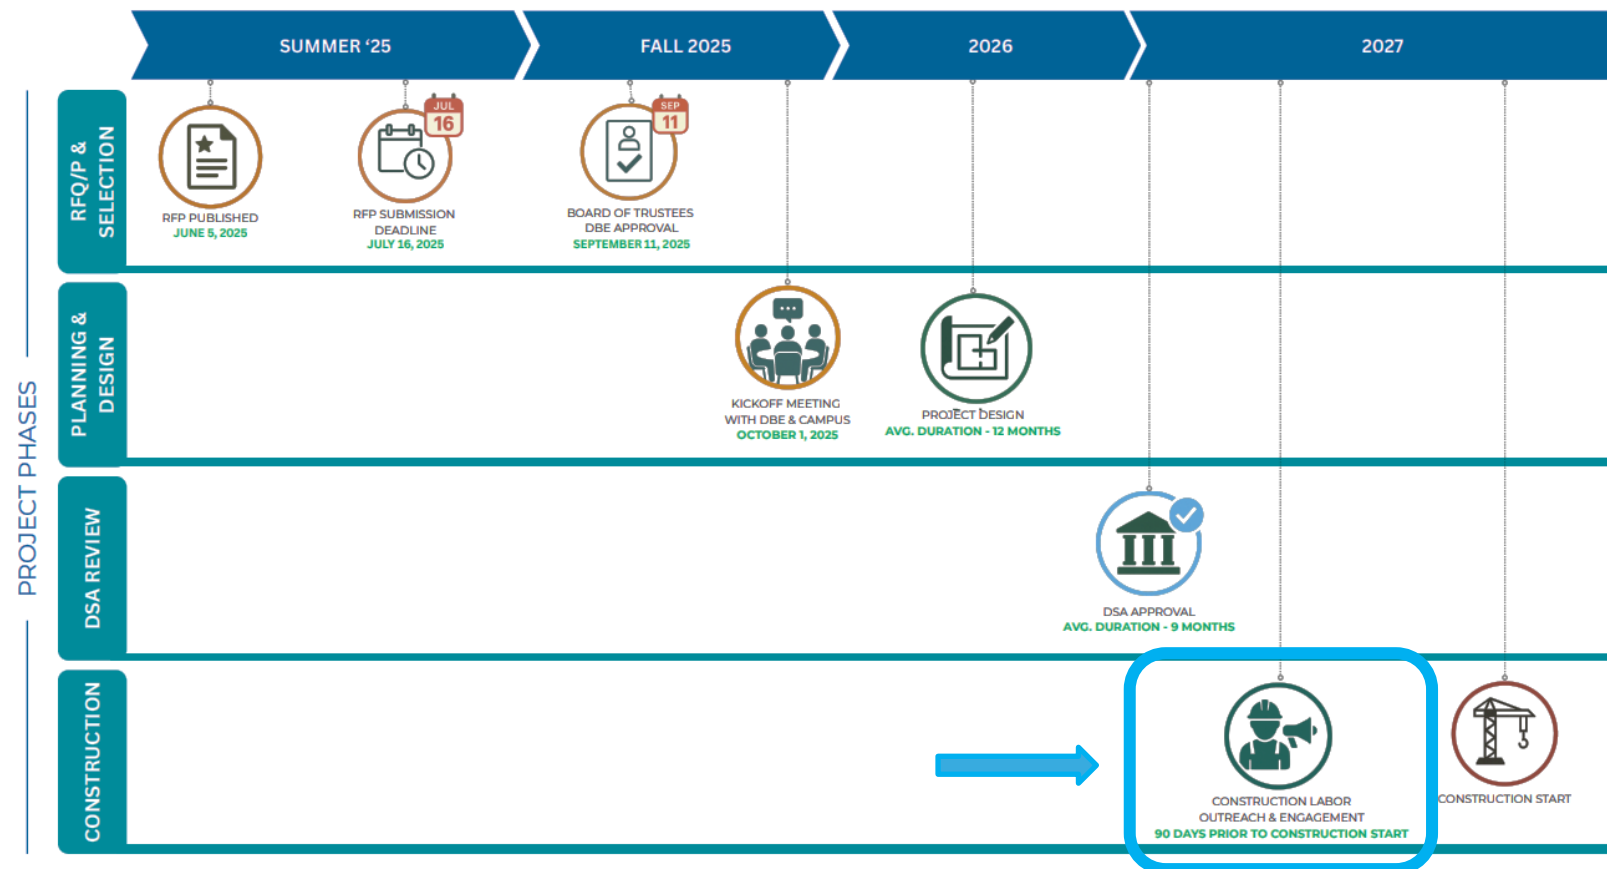 SUMMER ‘25
FALL 2025
2026
2027
PROJECT PHASES
RFQ/P &
SELECTION
JUL
16
SEP
11
RFP PUBLISHED
JUNE 5, 2025
RFP SUBMISSION
DEADLINE
JULY 16, 2025
BOARD OF TRUSTEES
DBE APPROVAL
SEPTEMBER 11, 2025
PLANNING &
DESIGN
KICKOFF MEETING
WITH DBE & CAMPUS
OCTOBER 1, 2025
PROJECT DESIGN
AVG. DURATION - 12 MONTHS
DSA REVIEW
DSA APPROVAL
AVG. DURATION - 9 MONTHS
CONSTRUCTION
CONSTRUCTION LABOR
OUTREACH & ENGAGEMENT
90 DAYS PRIOR TO CONSTRUCTION START
CONSTRUCTION START